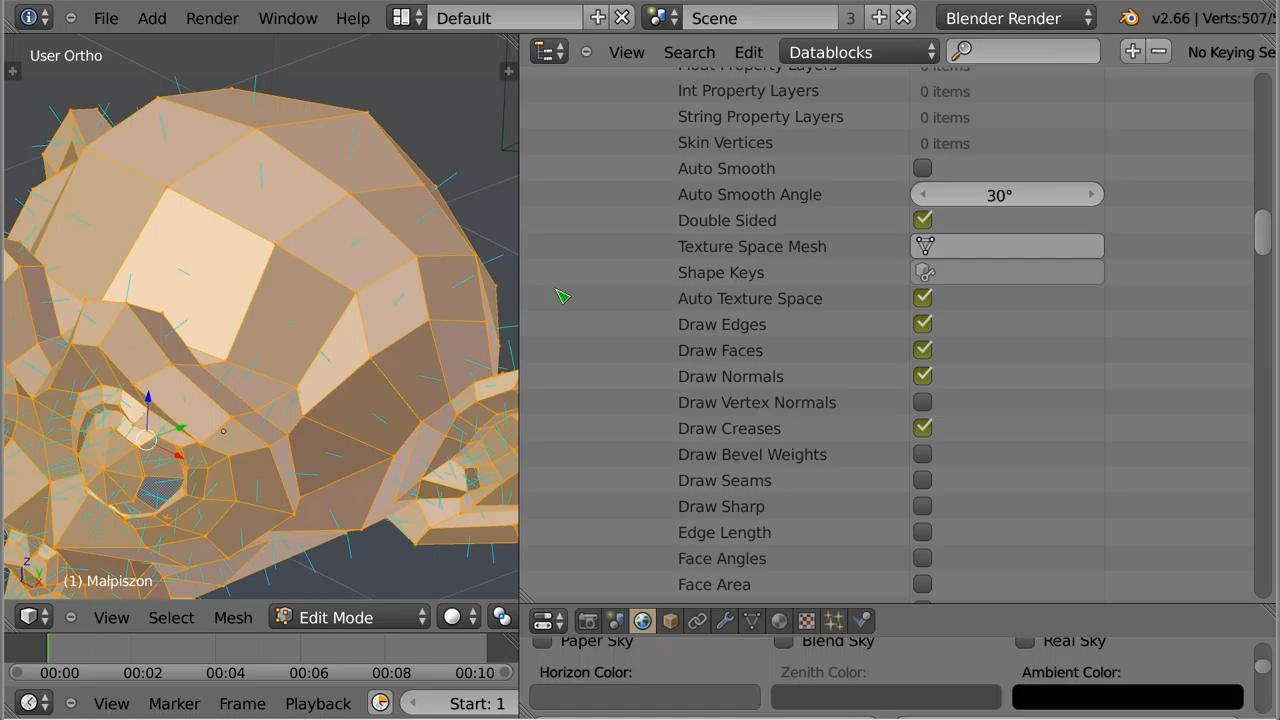 File Add Render Window Help Default Scene 3 Blender Render v2.66 | Verts:507/
User Ortho
View Search Edit Datablocks No Keying Se
Float Property Layers 0 items
Int Property Layers 0 items
String Property Layers 0 items
Skin Vertices 0 items
Auto Smooth
Auto Smooth Angle 30°
Double Sided
Texture Space Mesh
Shape Keys
Auto Texture Space
Draw Edges
Draw Faces
Draw Normals
Draw Vertex Normals
Draw Creases
Draw Bevel Weights
Draw Seams
Draw Sharp
Edge Length
Face Angles
Face Area
z
y
x
(1) Małpiszon
View Select Mesh Edit Mode
Paper Sky Blend Sky Real Sky
Horizon Color: Zenith Color: Ambient Color:
00:00 00:02 00:04 00:06 00:08 00:10
View Marker Frame Playback Start: 1